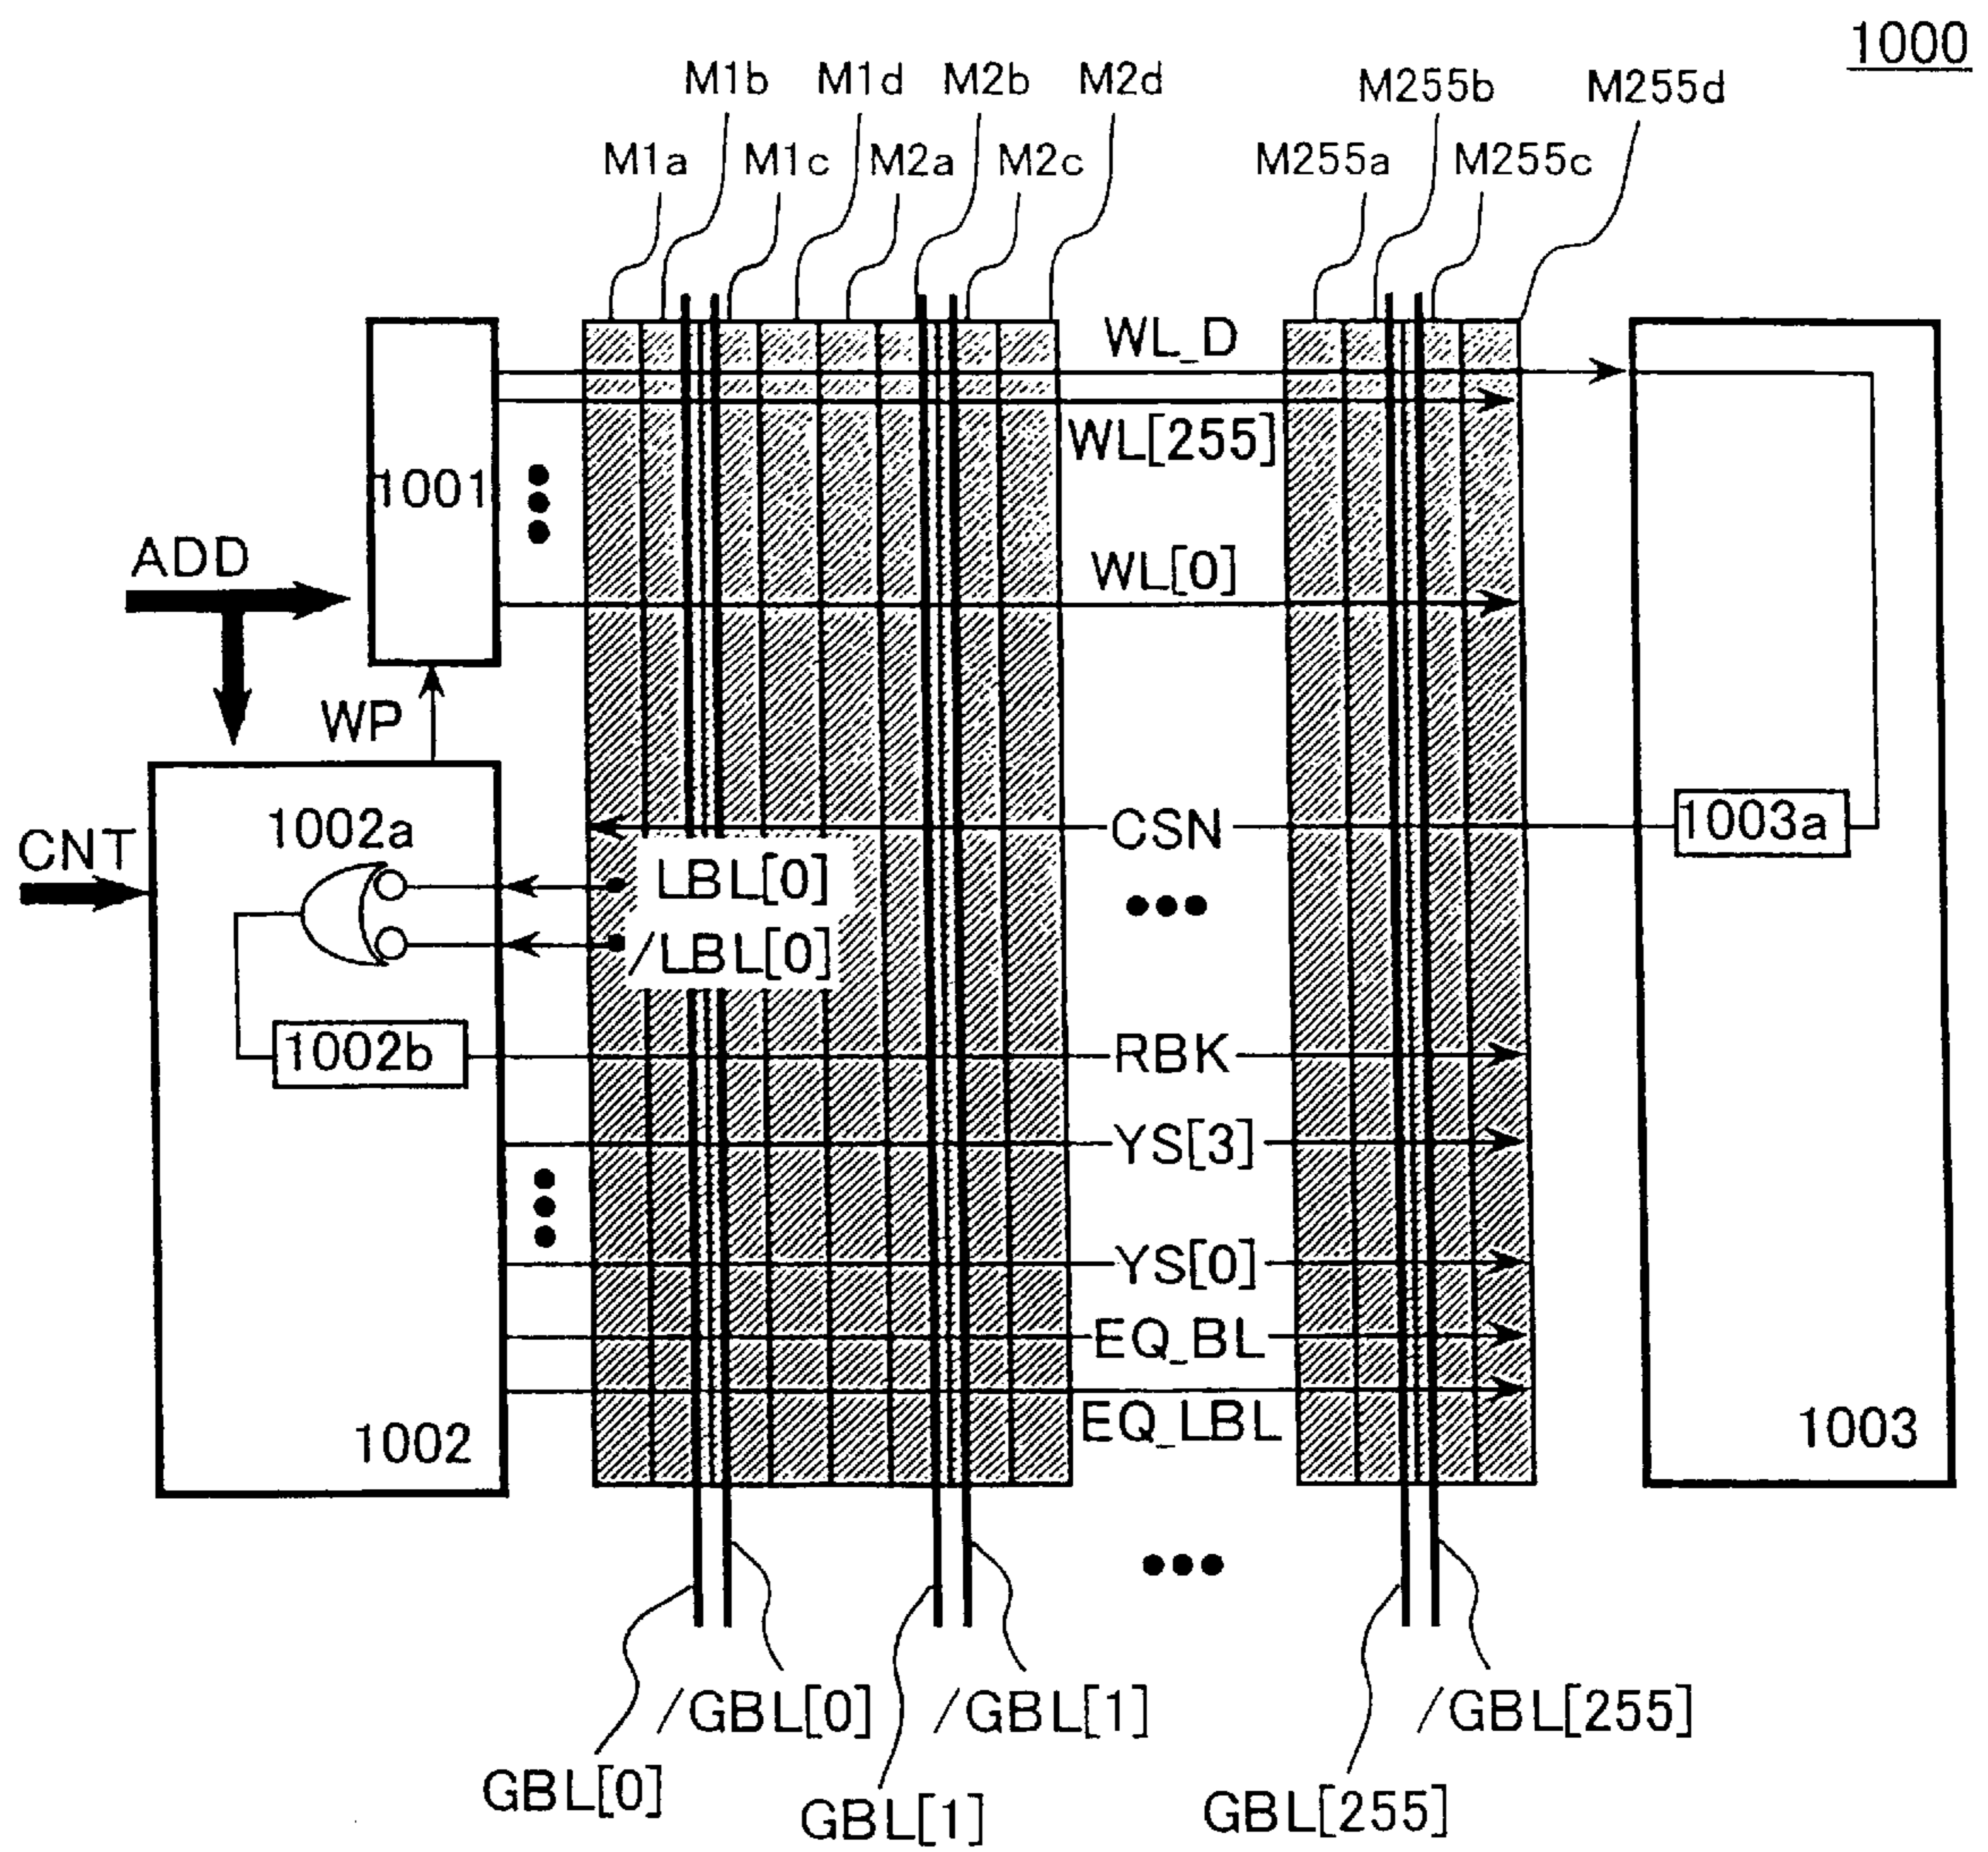 1000
M1b M1d M2b M2d M255b M255d
M1a M1c M2a M2c M255a M255c
WL_D
WL[255]
1001
ADD
WL[0]
WP
1002a
CSN
1003a
CNT
LBL[0]
/LBL[0]
1002b
RBK
YS[3]
YS[0]
EQ_BL
EQ_LBL
1002
1003
/GBL[0] /GBL[1] /GBL[255]
GBL[0] GBL[1] GBL[255]